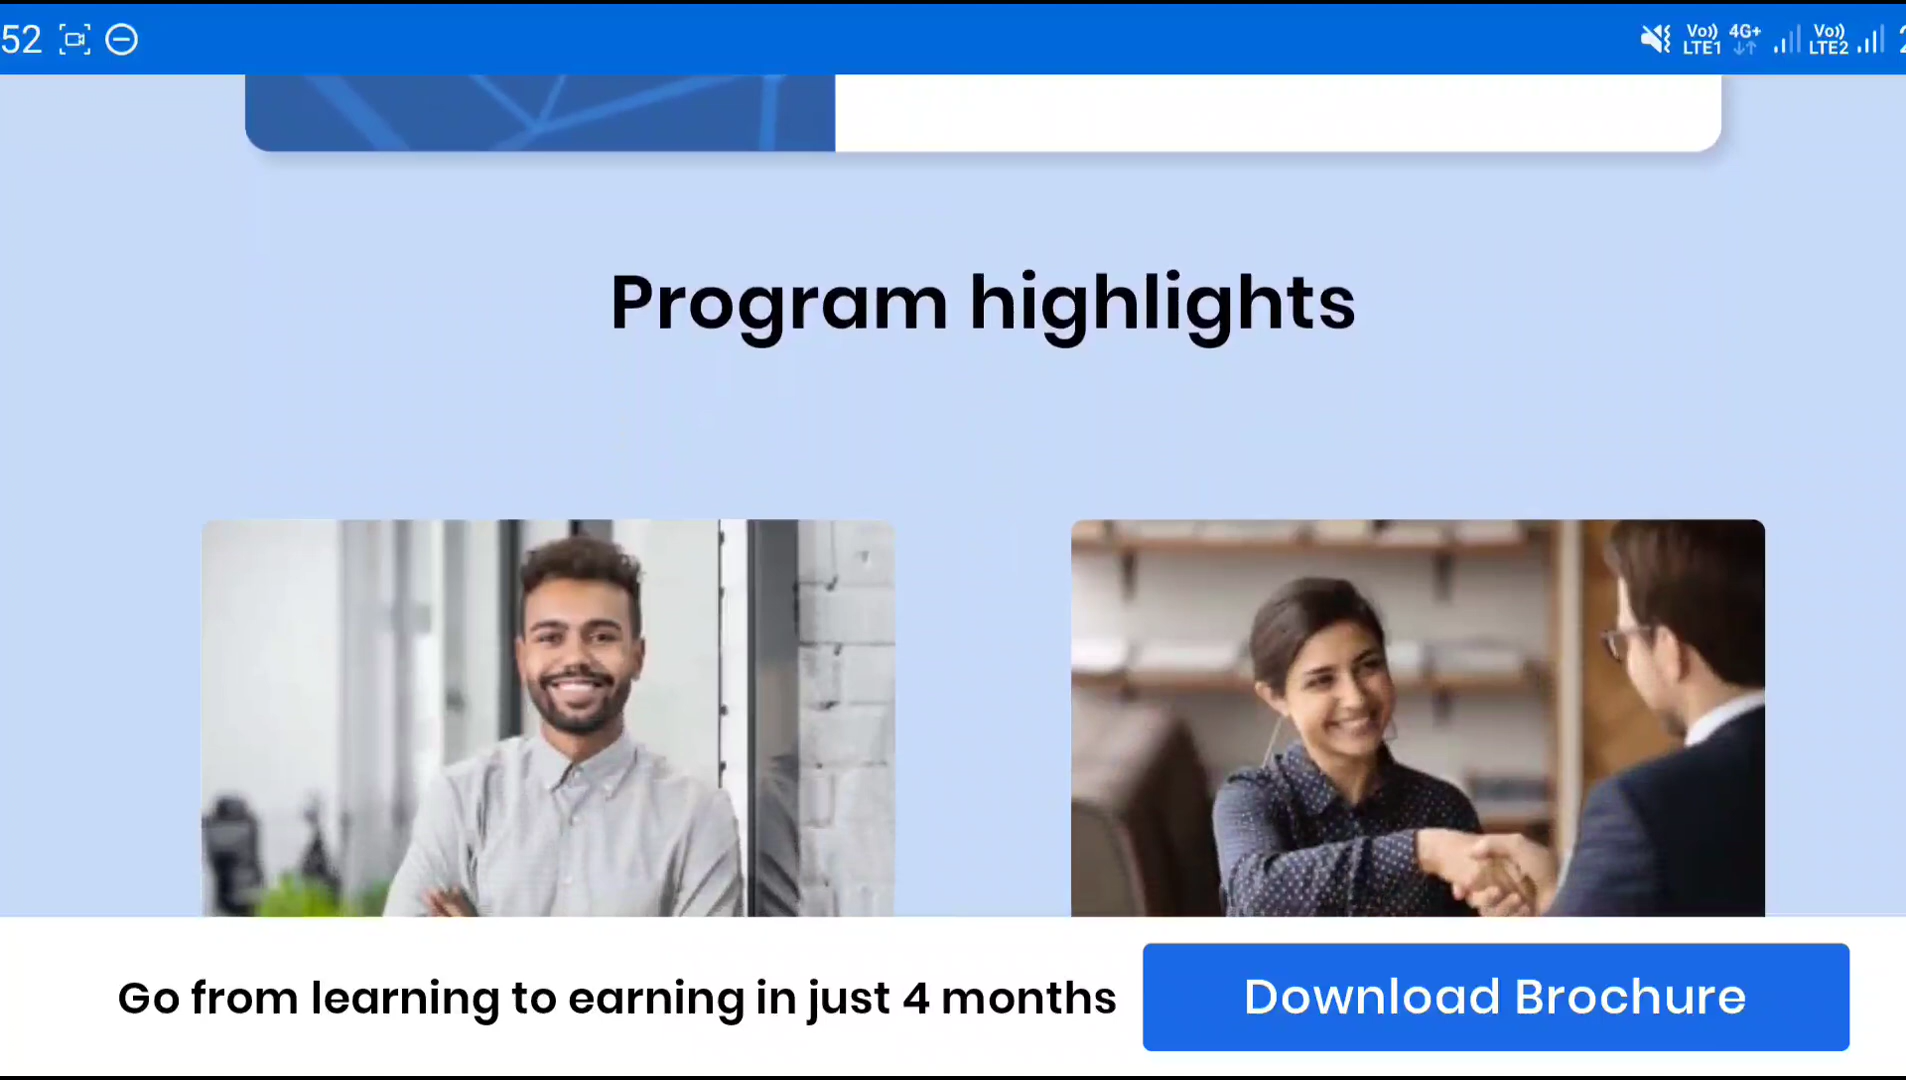 52
Vo)) LTE1 4G+ Vo)) LTE2
Program highlights
Go from learning to earning in just 4 months
Download Brochure